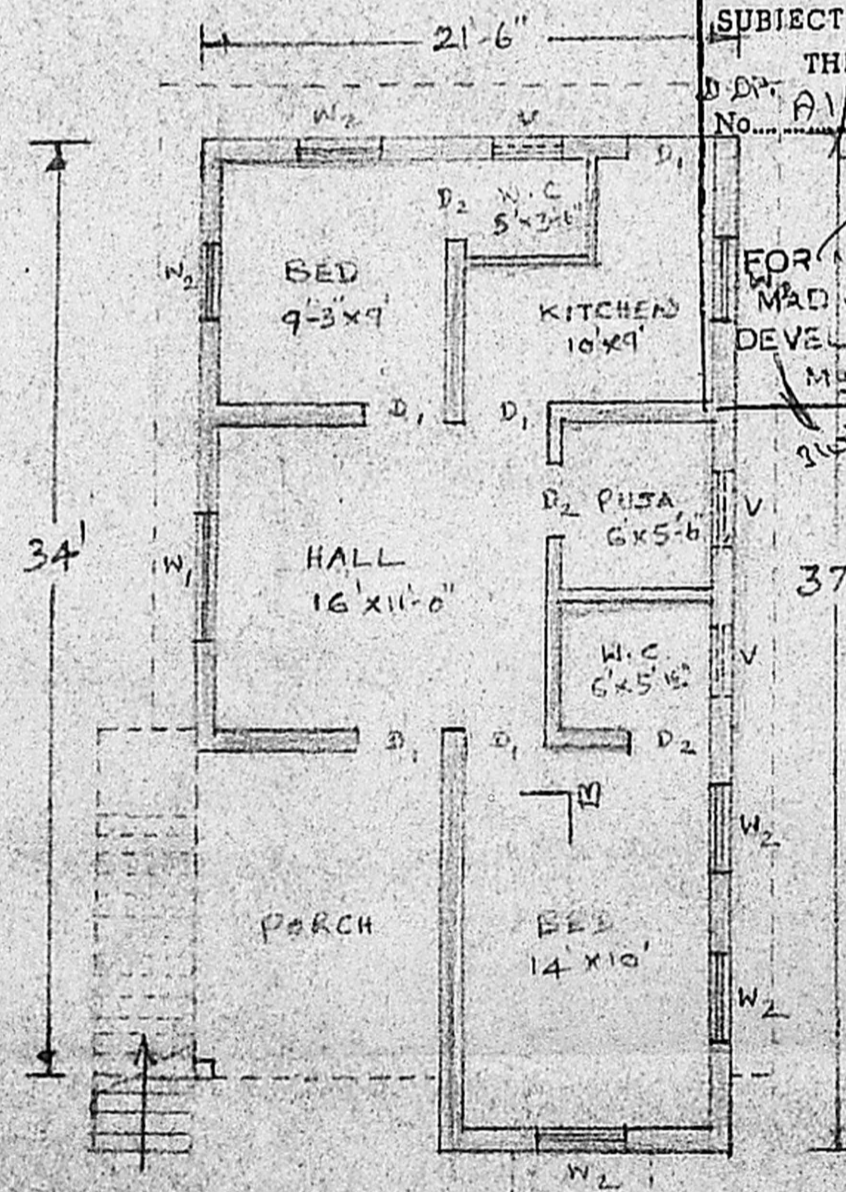 21'-6"
SUBJECT
TH
D.DP.
No.... A1
W2
V
D1
D2
W.C
5'x3'-6"
W2
BED
9'-3"x9'
KITCHEN
10'x9'
FOR
DEVEL
D1
D1
34'
W1
HALL
16'x11'-0"
D2
PUJA
6'x5'-6"
V
37
W.C.
6'x5'
V
D1
D1
D2
B
W2
PORCH
BED
14'x10'
W2
W2